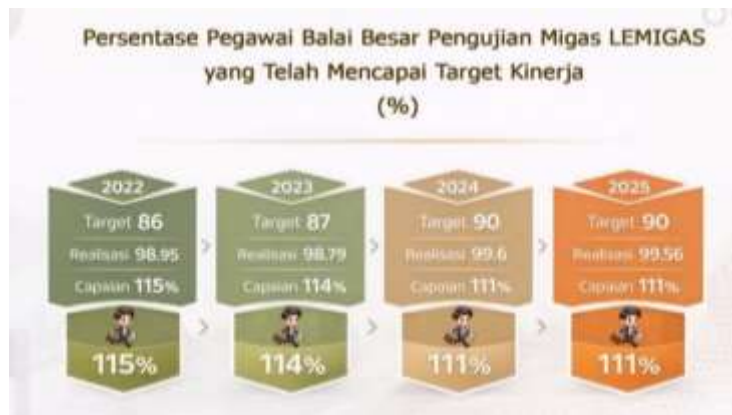 Persentase Pegawai Balai Besar Pengujian Migas LEMIGAS
yang Telah Mencapai Target Kinerja
(%)
2022
Target 86
Realisasi 98.95
Capaian 115%
115%
2023
Target 87
Realisasi 98.79
Capaian 114%
114%
2024
Target 90
Realisasi 99.6
Capaian 111%
111%
2025
Target 90
Realisasi 99.56
Capaian 111%
111%